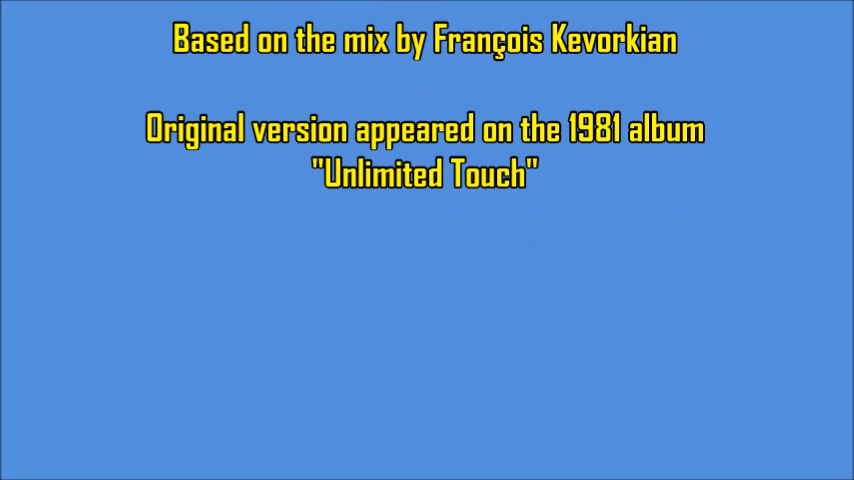 Based on the mix by François Kevorkian
Original version appeared on the 1981 album
"Unlimited Touch"